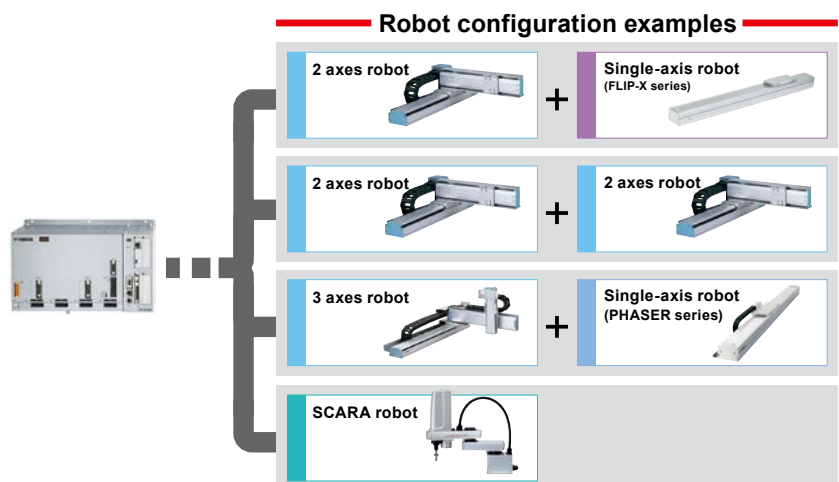 Robot configuration examples
2 axes robot
+
Single-axis robot
(FLIP-X series)
2 axes robot
+
2 axes robot
YAMAHA
3 axes robot
+
Single-axis robot
(PHASER series)
SCARA robot